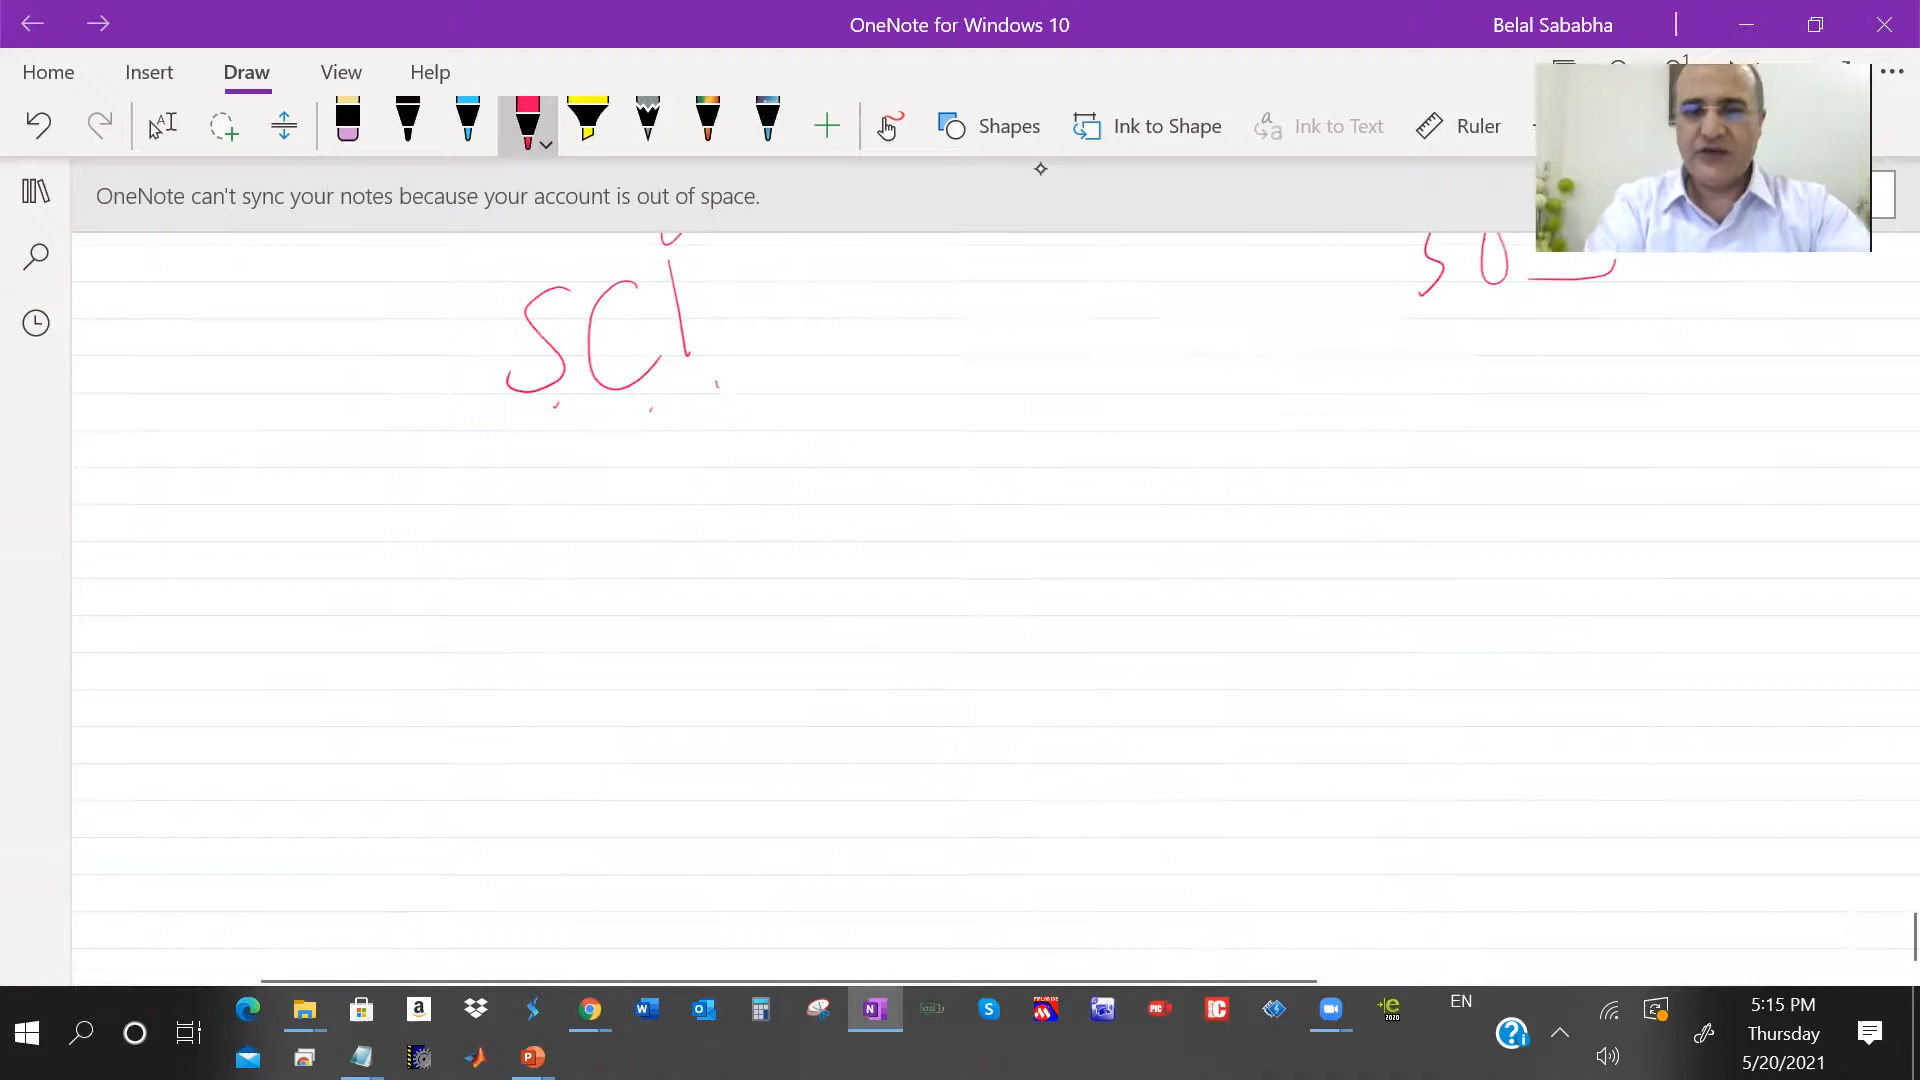 OneNote for Windows 10
Belal Sababha
Home Insert Draw View Help
Shapes Ink to Shape Ink to Text Ruler
OneNote can't sync your notes because your account is out of space.
SCI
EN
5:15 PM
Thursday
5/20/2021